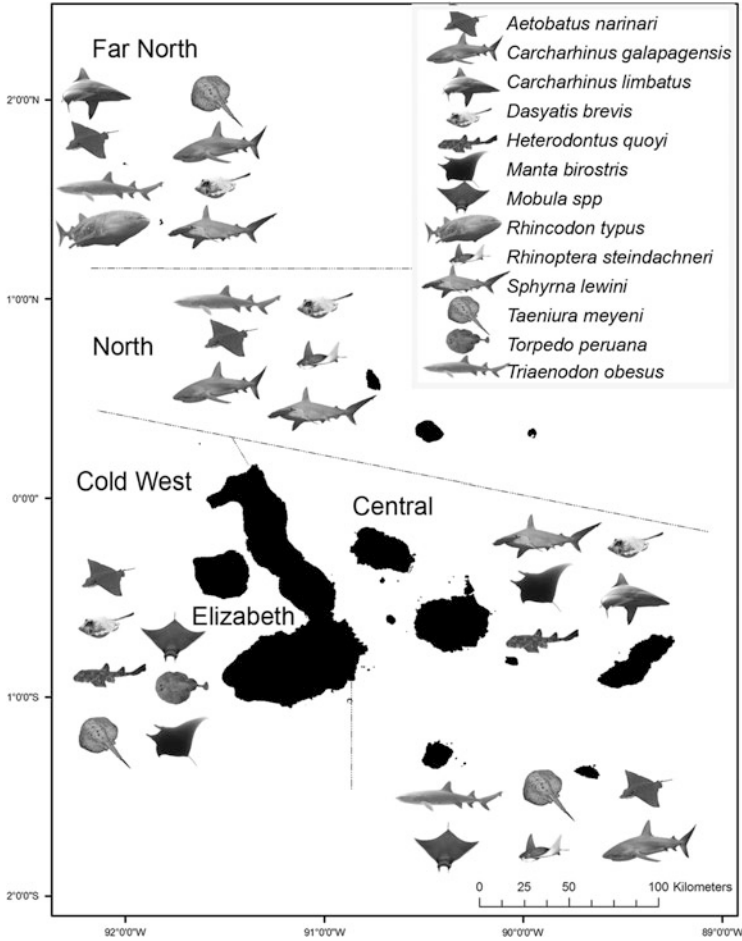 Far North
Aetobatus narinari
Carcharhinus galapagensis
Carcharhinus limbatus
Dasyatis brevis
Heterodontus quoyi
Manta birostris
Mobula spp
Rhincodon typus
Rhinoptera steindachneri
Sphyrna lewini
Taeniura meyeni
Torpedo peruana
Triaenodon obesus
2°0'0"N
1°0'0"N
North
Cold West
0°0'0"
Central
Elizabeth
1°0'0"S
2°0'0"S
0 25 50 100 Kilometers
92°0'0"W 91°0'0"W 90°0'0"W 89°0'0"W